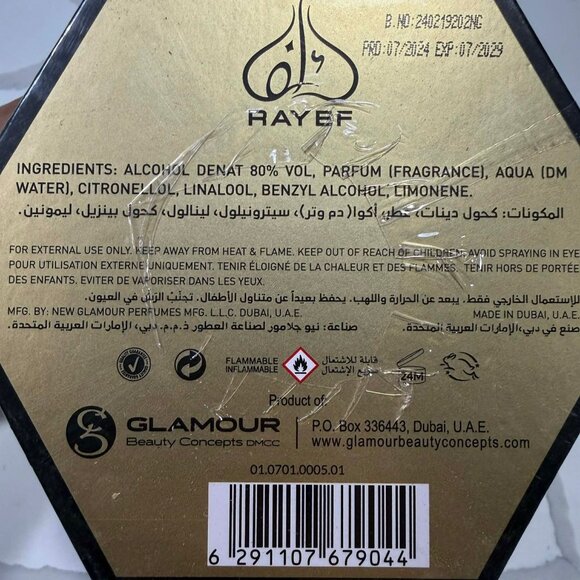 B.NO:240219202NC
PRD:07/2024 EXP:07/2029
RAYEF
INGREDIENTS: ALCOHOL DENAT 80% VOL, PARFUM (FRAGRANCE), AQUA (DM
WATER), CITRONELLOL, LINALOOL, BENZYL ALCOHOL, LIMONENE.
المكونات: كحول دينات، عطر، أكوا( دم وتر)، سيترونيلول، لينالول، كحول بينزيل، ليمونين.
FOR EXTERNAL USE ONLY. KEEP AWAY FROM HEAT & FLAME. KEEP OUT OF REACH OF CHILDREN. AVOID SPRAYING IN EYE
POUR UTILISATION EXTERNE UNIQUEMENT. TENIR ÉLOIGNÉ DE LA CHALEUR ET DES FLAMMES. TENIR HORS DE PORTÉE
DES ENFANTS. EVITER DE VAPORISER DANS LES YEUX.
للإستعمال الخارجي فقط. يبعد عن الحرارة واللهب. يحفظ بعيداً عن متناول الأطفال. تجنّب الرَش في العيون.
MFG. BY: NEW GLAMOUR PERFUMES MFG. L.L.C. DUBAI, U.A.E. MADE IN DUBAI, U.A.E.
صناعة: نيو جلامور لصناعة العطور ذ.م.م. دبي، الإمارات العربية المتحدة. صنع في دبي، الإمارات العربية المتحدة.
FLAMMABLE قابلة للاشتعال
INFLAMMABLE سريع الإشتعال
24M
Product of:
GLAMOUR
Beauty Concepts DMCC
P.O. Box 336443, Dubai, U.A.E.
www.glamourbeautyconcepts.com
01.0701.0005.01
6 291107 679044